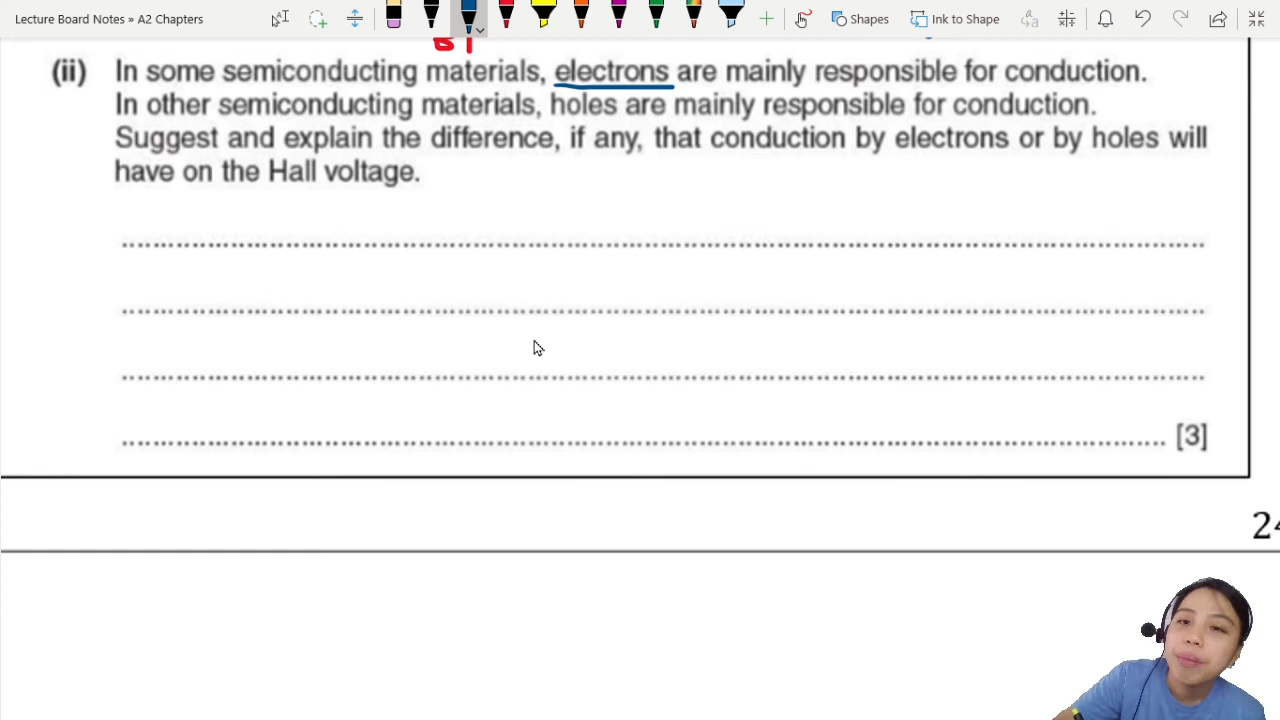 Lecture Board Notes » A2 Chapters
Shapes
Ink to Shape
(ii) In some semiconducting materials, electrons are mainly responsible for conduction.
In other semiconducting materials, holes are mainly responsible for conduction.
Suggest and explain the difference, if any, that conduction by electrons or by holes will
have on the Hall voltage.
[3]